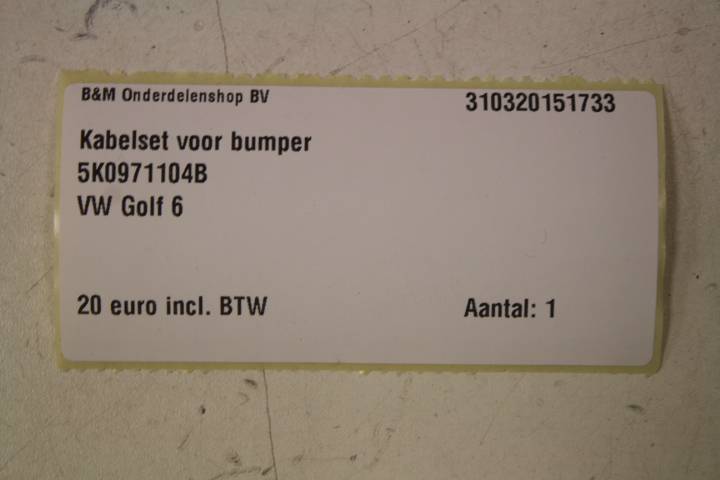 B&M Onderdelenshop BV 310320151733
Kabelset voor bumper
5K0971104B
VW Golf 6
20 euro incl. BTW Aantal: 1